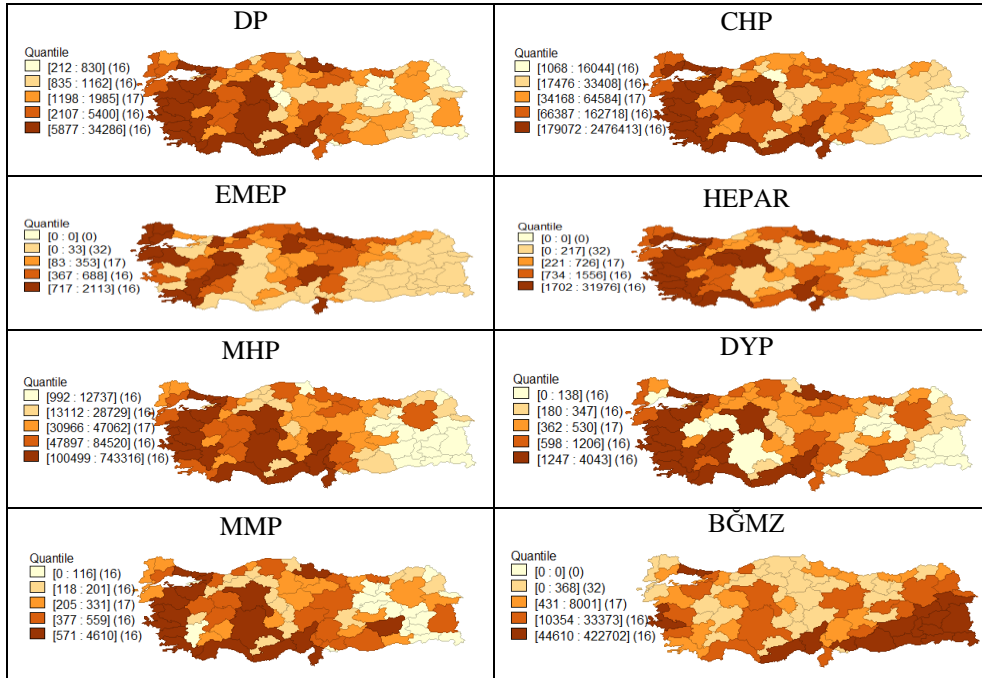 DP
Quantile
[212 : 830] (16)
[835 : 1162] (16)
[1198 : 1985] (17)
[2107 : 5400] (16)
[5877 : 34286] (16)
CHP
Quantile
[1068 : 16044] (16)
[17476 : 33408] (16)
[34168 : 64584] (17)
[66387 : 162718] (16)
[179072 : 2476413] (16)
EMEP
Quantile
[0 : 0] (0)
[0 : 33] (32)
[83 : 353] (17)
[367 : 688] (16)
[717 : 2113] (16)
HEPAR
Quantile
[0 : 0] (0)
[0 : 217] (32)
[221 : 726] (17)
[734 : 1556] (16)
[1702 : 31976] (16)
MHP
Quantile
[992 : 12737] (16)
[13112 : 28729] (16)
[30966 : 47062] (17)
[47897 : 84520] (16)
[100499 : 743316] (16)
DYP
Quantile
[0 : 138] (16)
[180 : 347] (16)
[362 : 530] (17)
[598 : 1206] (16)
[1247 : 4043] (16)
MMP
Quantile
[0 : 116] (16)
[118 : 201] (16)
[205 : 331] (17)
[377 : 559] (16)
[571 : 4610] (16)
BĞMZ
Quantile
[0 : 0] (0)
[0 : 368] (32)
[431 : 8001] (17)
[10354 : 33373] (16)
[44610 : 422702] (16)